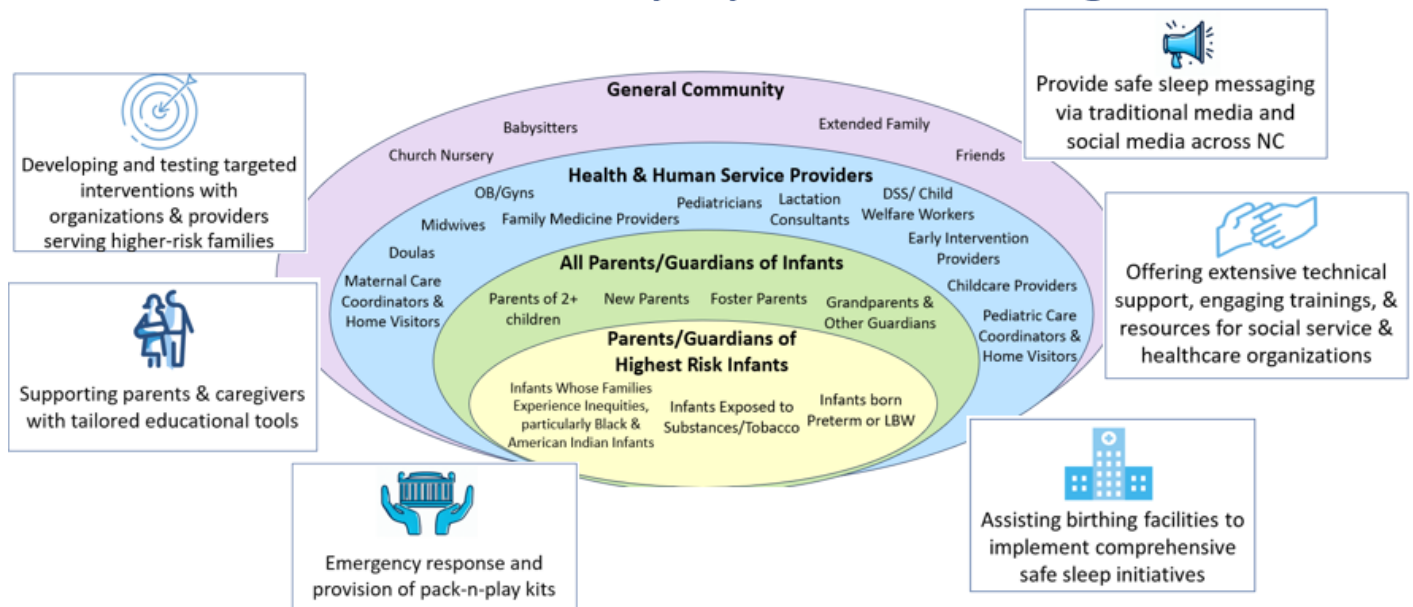 General Community
Babysitters
Extended Family
Church Nursery
Friends
Health & Human Service Providers
OB/Gyns
Midwives
Family Medicine Providers
Pediatricians
Lactation
Consultants
DSS/ Child
Welfare Workers
Doulas
Early Intervention
Providers
Maternal Care
Coordinators &
Home Visitors
Childcare Providers
Pediatric Care
Coordinators &
Home Visitors
All Parents/Guardians of Infants
Parents of 2+
children
New Parents
Foster Parents
Grandparents &
Other Guardians
Parents/Guardians of
Highest Risk Infants
Infants Whose Families
Experience Inequities,
particularly Black &
American Indian Infants
Infants Exposed to
Substances/Tobacco
Infants born
Preterm or LBW
Developing and testing targeted
interventions with
organizations & providers
serving higher-risk families
Supporting parents & caregivers
with tailored educational tools
Emergency response and
provision of pack-n-play kits
Provide safe sleep messaging
via traditional media and
social media across NC
Offering extensive technical
support, engaging trainings, &
resources for social service &
healthcare organizations
Assisting birthing facilities to
implement comprehensive
safe sleep initiatives